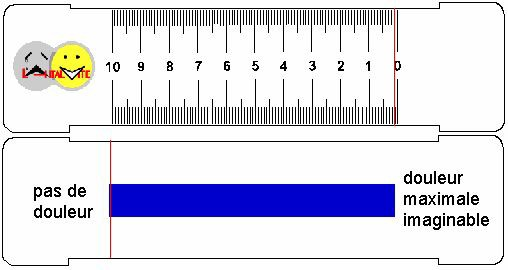 10 9 8 7 6 5 4 3 2 1 0
pas de
douleur
douleur
maximale
imaginable